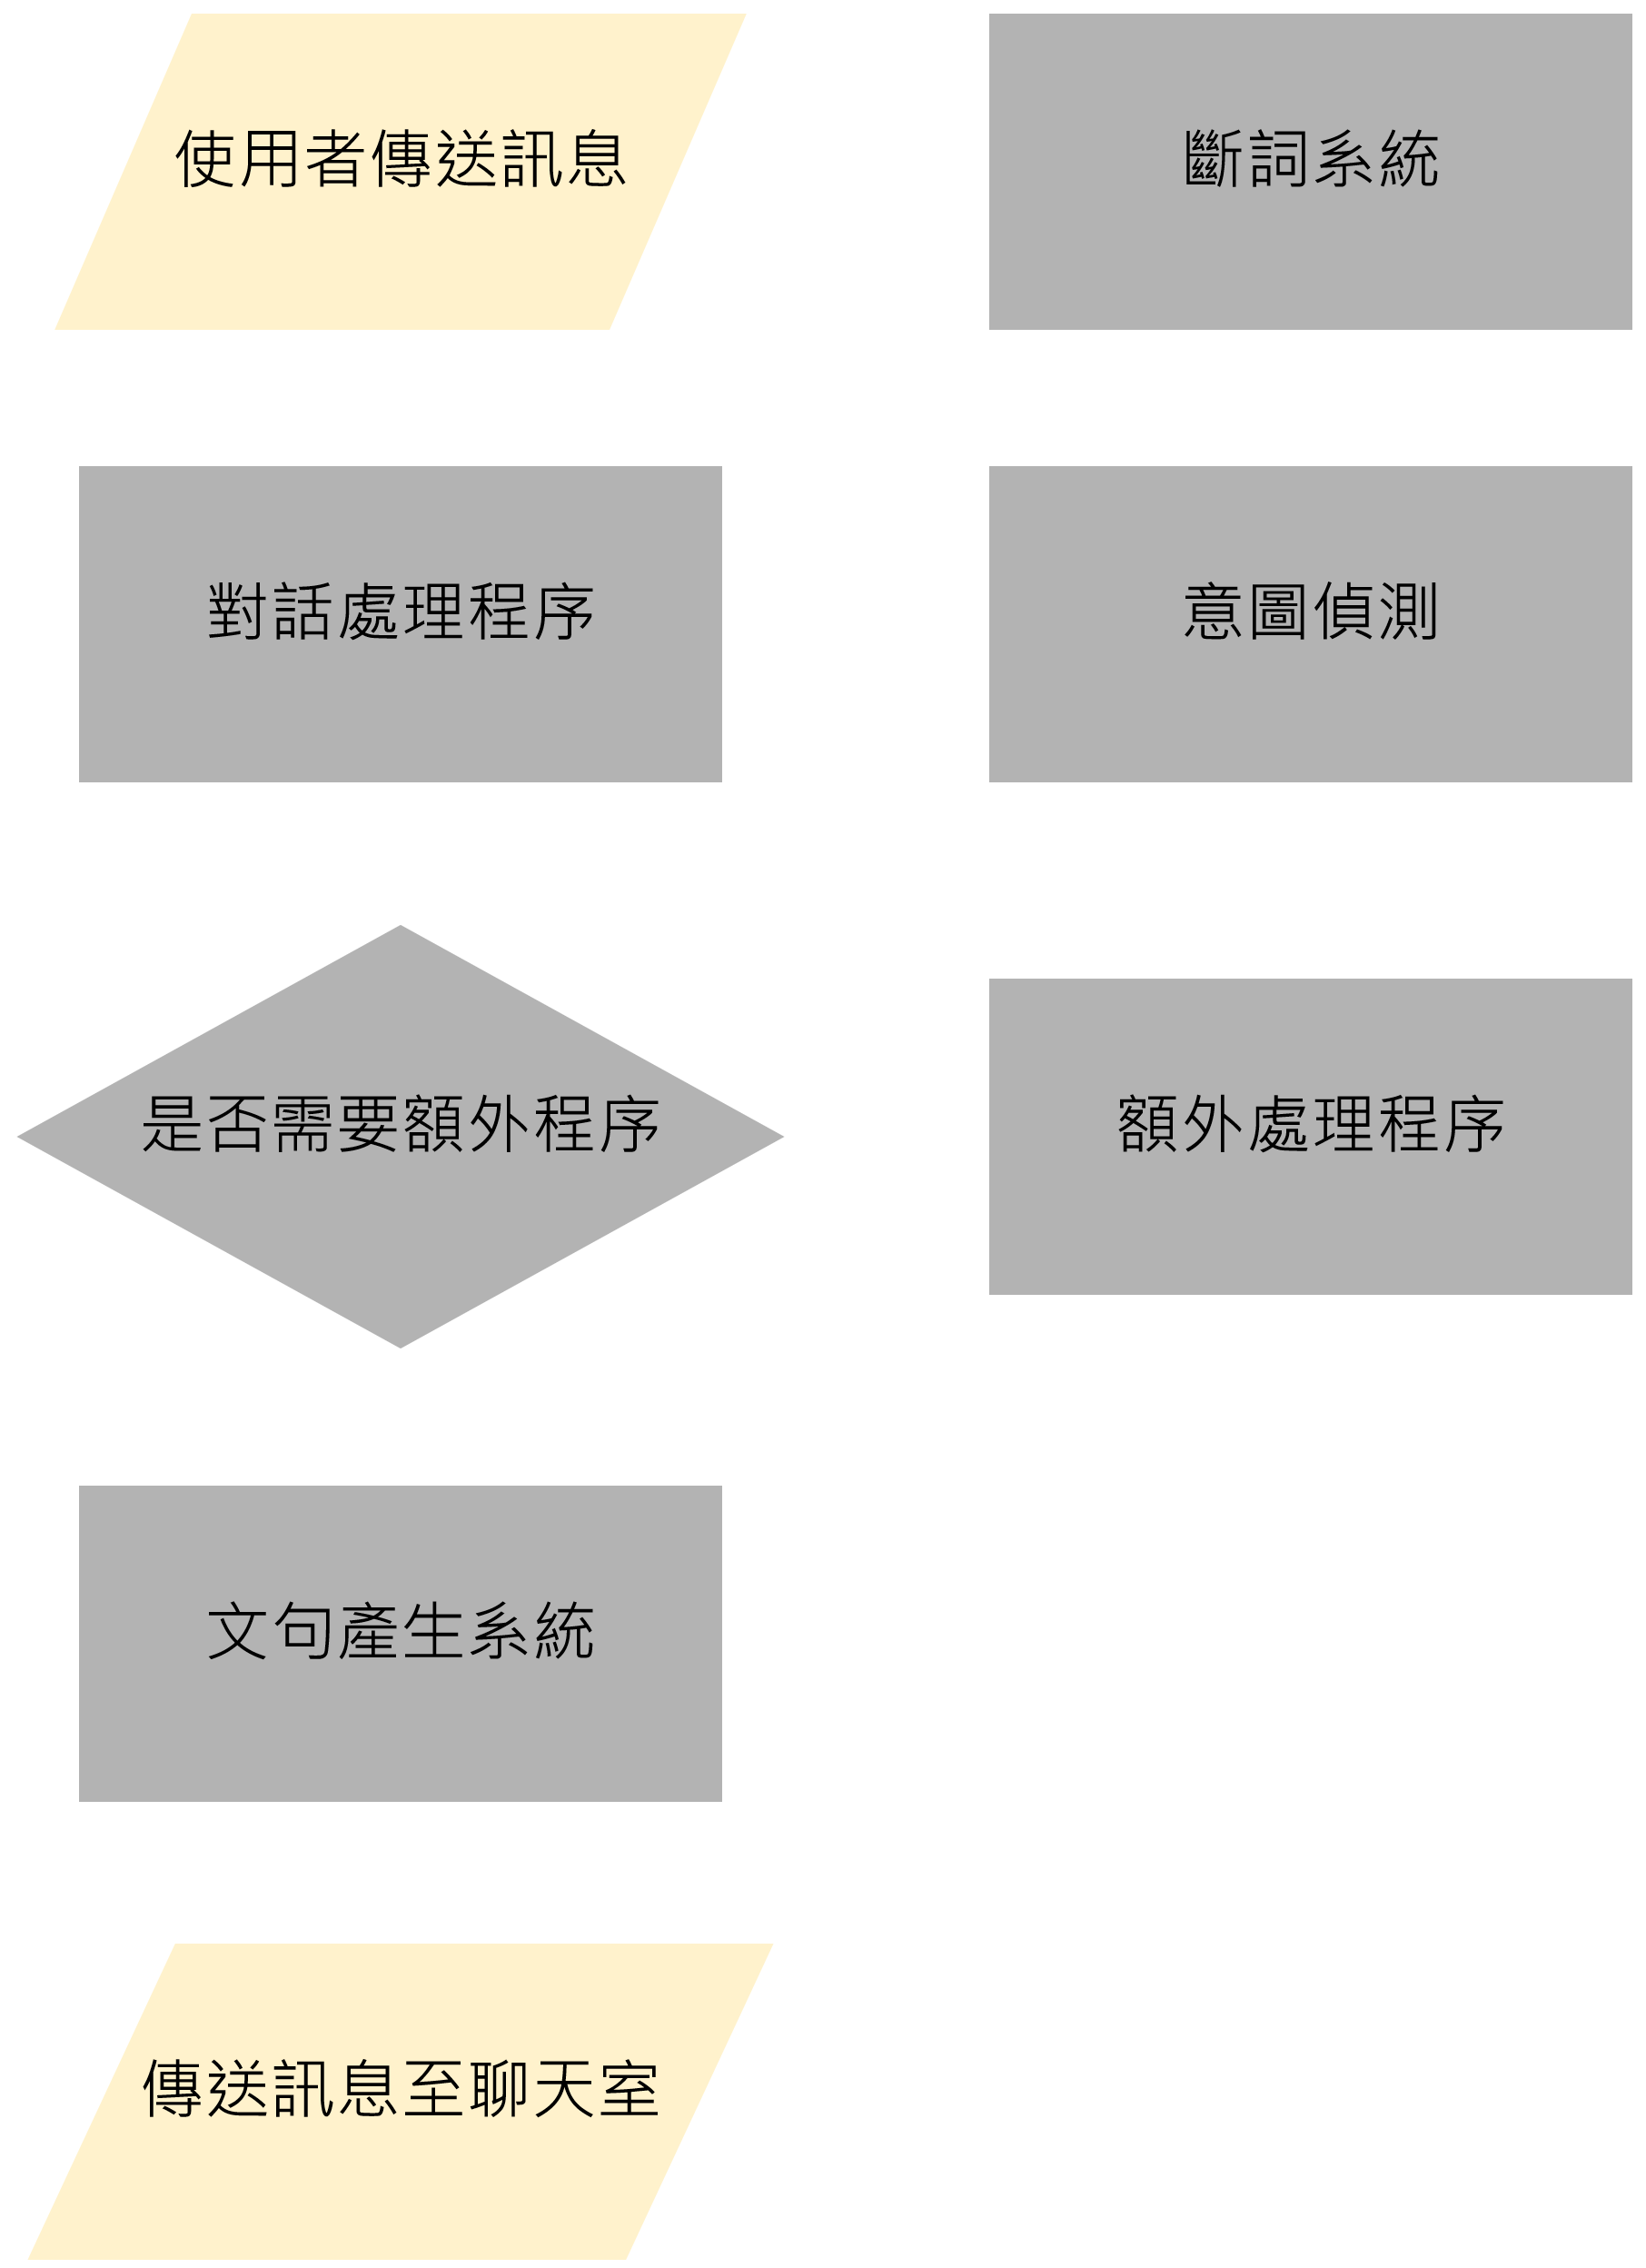 使用者傳送訊息
斷詞系統
對話處理程序
意圖偵測
是否需要額外程序
額外處理程序
文句產生系統
傳送訊息至聊天室